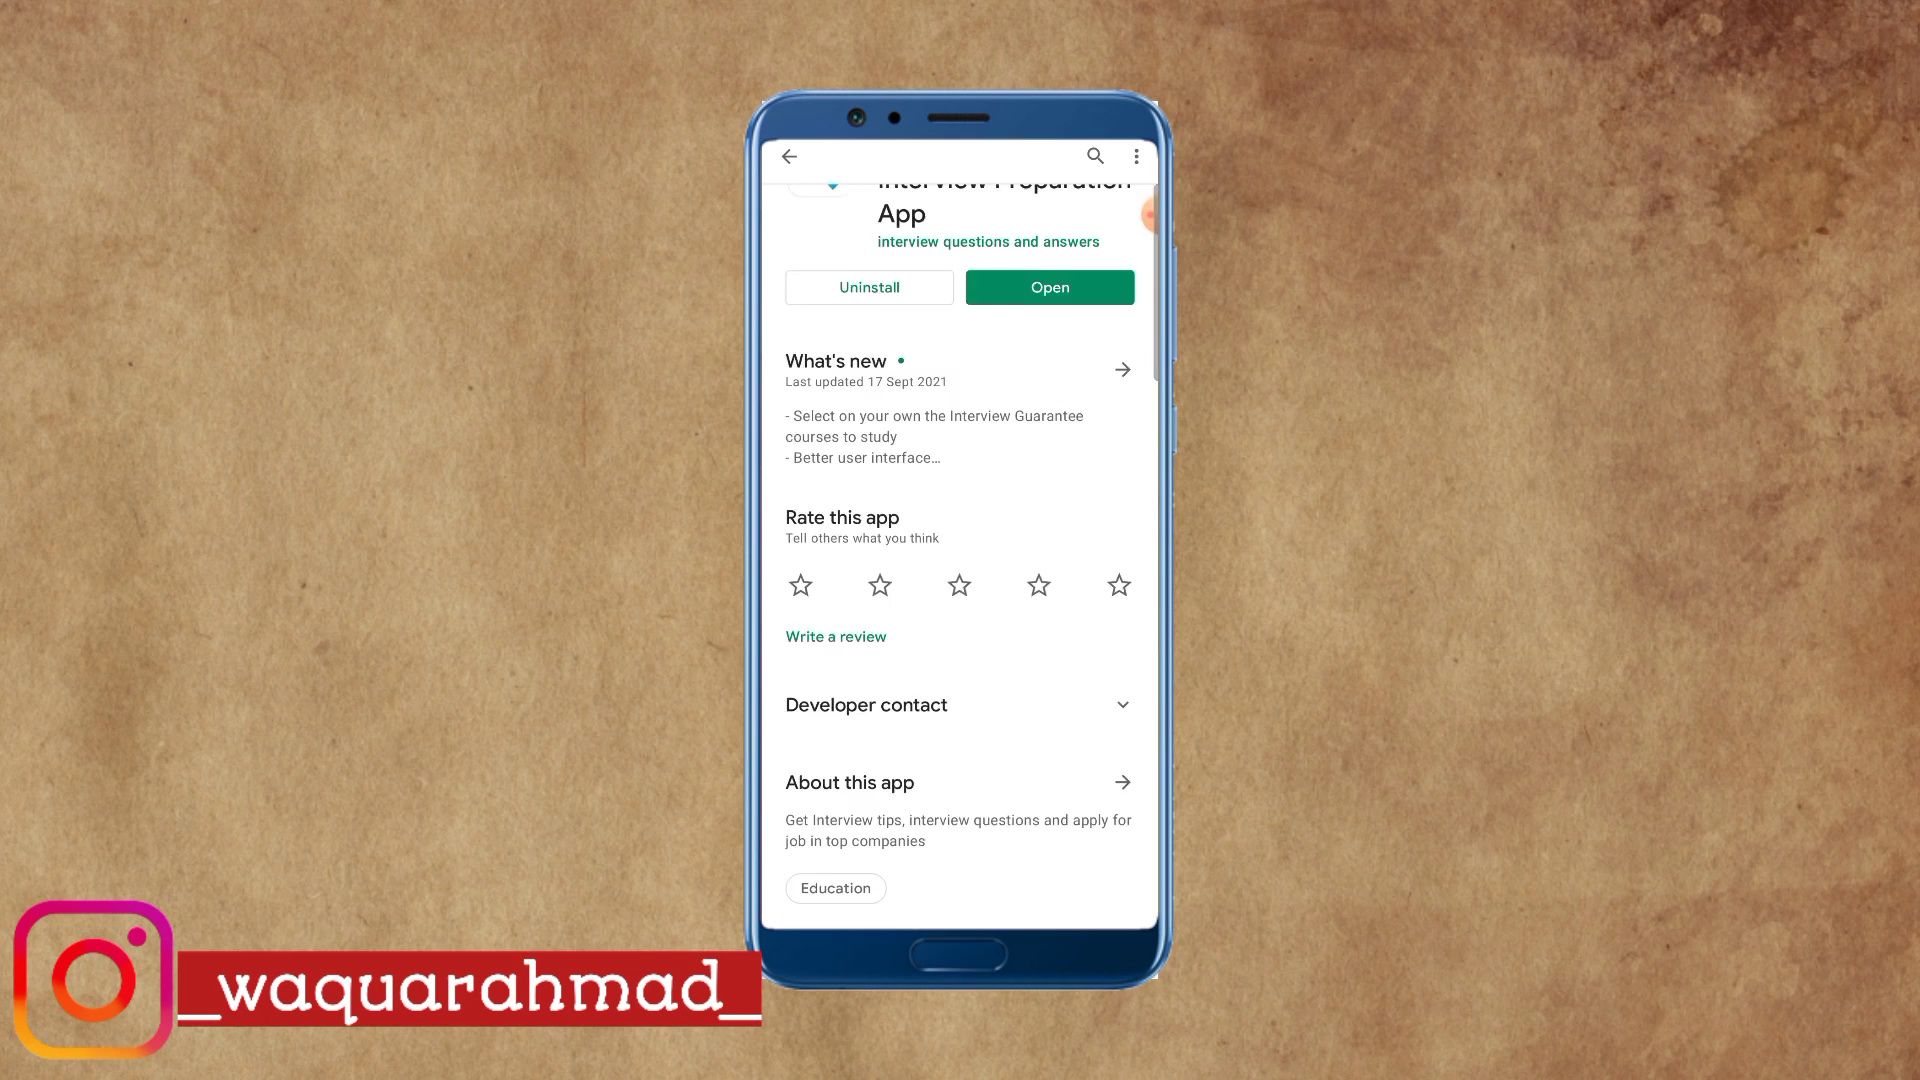 Interview Preparation
App
interview questions and answers
Uninstall
Open
What's new
Last updated 17 Sept 2021
- Select on your own the Interview Guarantee
courses to study
- Better user interface...
Rate this app
Tell others what you think
Write a review
Developer contact
About this app
Get Interview tips, interview questions and apply for
job in top companies
Education
_waquarahmad_